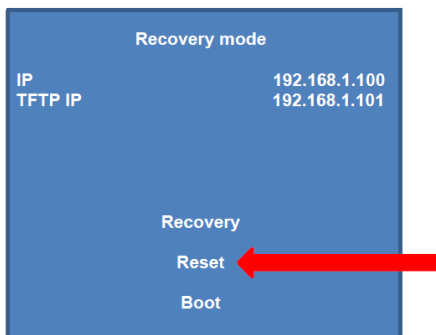 Recovery mode
IP 192.168.1.100
TFTP IP 192.168.1.101
Recovery
Reset
Boot